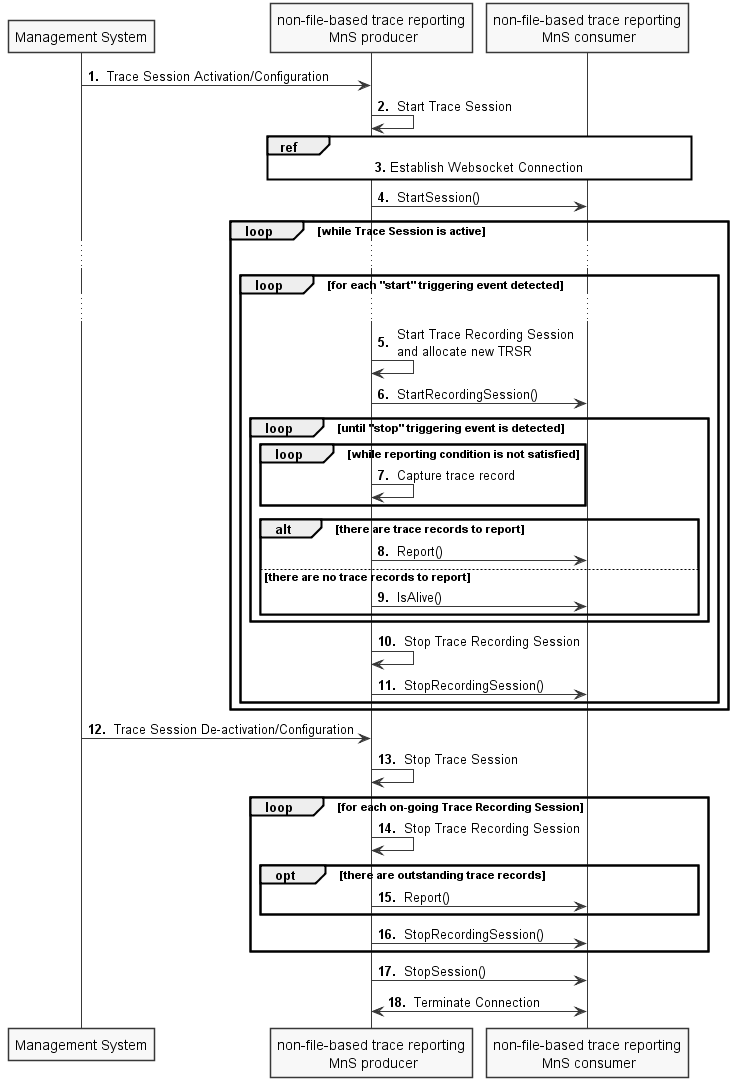 Management System
non-file-based trace reporting
MnS producer
non-file-based trace reporting
MnS consumer
1. Trace Session Activation/Configuration
2. Start Trace Session
ref
3. Establish Websocket Connection
4. StartSession()
loop [while Trace Session is active]
loop [for each "start" triggering event detected]
5. Start Trace Recording Session
and allocate new TRSR
6. StartRecordingSession()
loop [until "stop" triggering event is detected]
loop [while reporting condition is not satisfied]
7. Capture trace record
alt [there are trace records to report]
8. Report()
[there are no trace records to report]
9. IsAlive()
10. Stop Trace Recording Session
11. StopRecordingSession()
12. Trace Session De-activation/Configuration
13. Stop Trace Session
loop [for each on-going Trace Recording Session]
14. Stop Trace Recording Session
opt [there are outstanding trace records]
15. Report()
16. StopRecordingSession()
17. StopSession()
18. Terminate Connection
Management System
non-file-based trace reporting
MnS producer
non-file-based trace reporting
MnS consumer